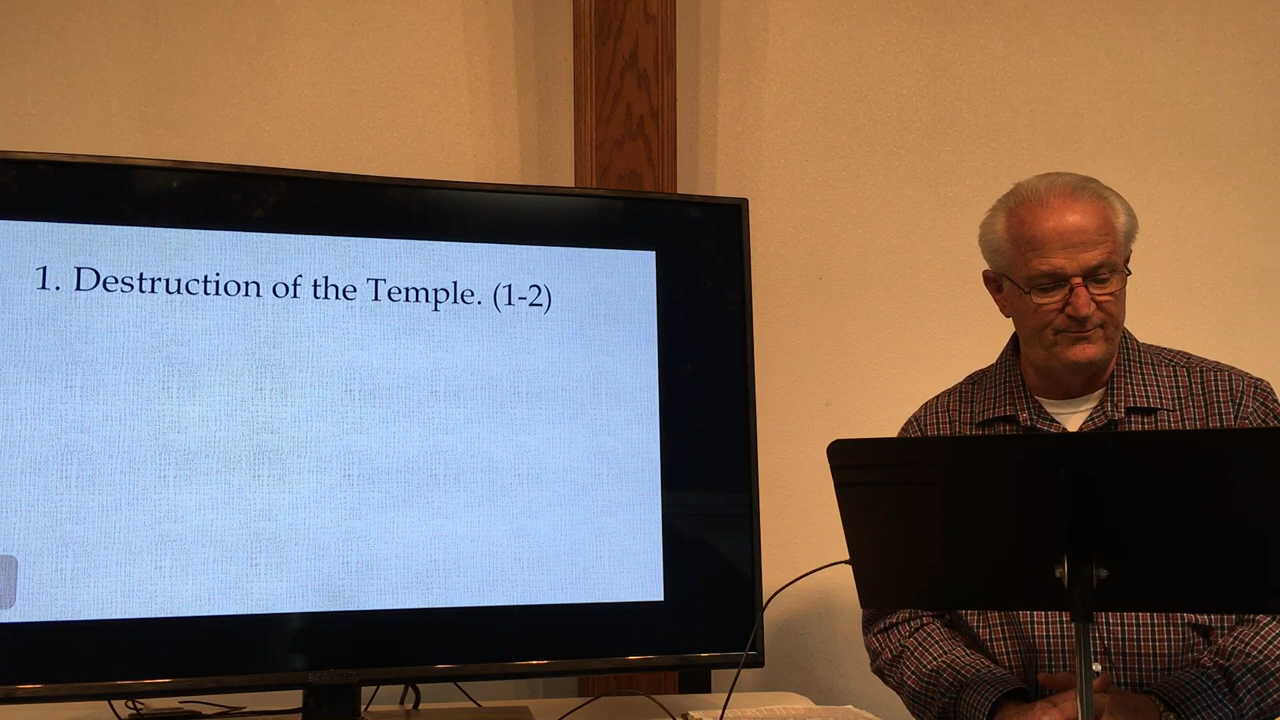 1. Destruction of the Temple. (1-2)